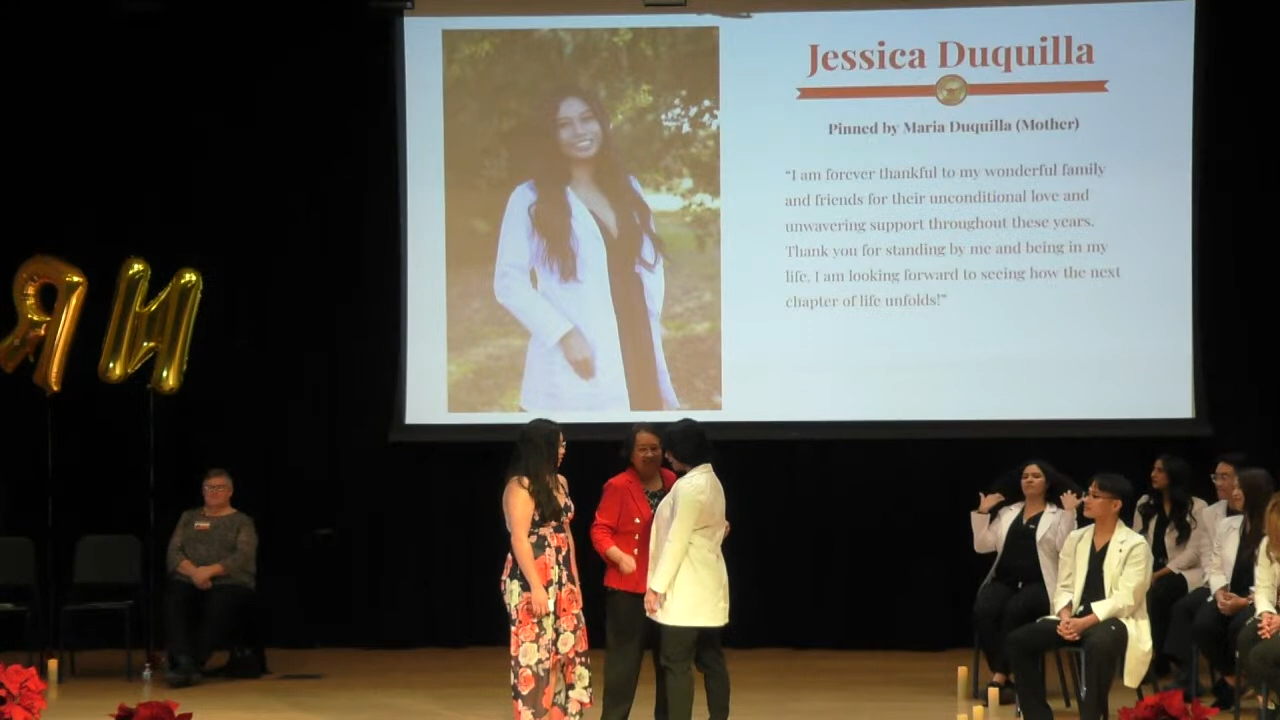 Jessica Duquilla
Pinned by Maria Duquilla (Mother)
“I am forever thankful to my wonderful family
and friends for their unconditional love and
unwavering support throughout these years.
Thank you for standing by me and being in my
life. I am looking forward to seeing how the next
chapter of life unfolds!”
RN